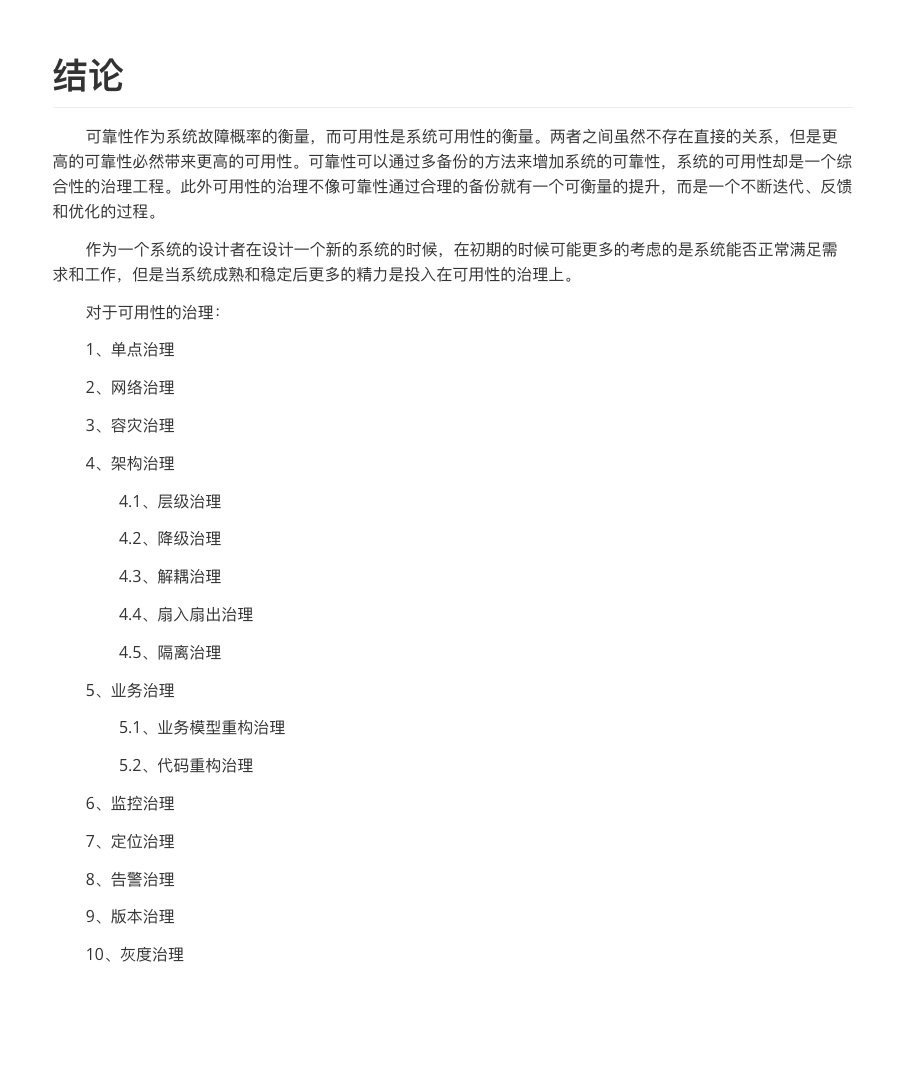 结论
可靠性作为系统故障概率的衡量，而可用性是系统可用性的衡量。两者之间虽然不存在直接的关系，但是更
高的可靠性必然带来更高的可用性。可靠性可以通过多备份的方法来增加系统的可靠性，系统的可用性却是一个综
合性的治理工程。此外可用性的治理不像可靠性通过合理的备份就有一个可衡量的提升，而是一个不断迭代、反馈
和优化的过程。
作为一个系统的设计者在设计一个新的系统的时候，在初期的时候可能更多的考虑的是系统能否正常满足需
求和工作，但是当系统成熟和稳定后更多的精力是投入在可用性的治理上。
对于可用性的治理：
1、单点治理
2、网络治理
3、容灾治理
4、架构治理
4.1、层级治理
4.2、降级治理
4.3、解耦治理
4.4、扇入扇出治理
4.5、隔离治理
5、业务治理
5.1、业务模型重构治理
5.2、代码重构治理
6、监控治理
7、定位治理
8、告警治理
9、版本治理
10、灰度治理